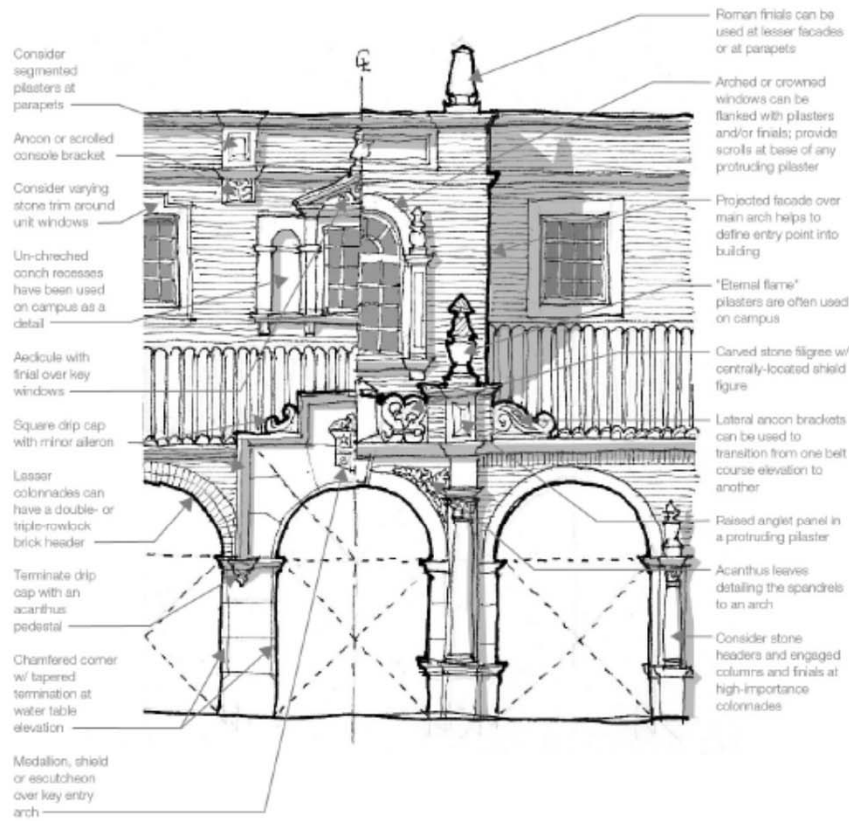 Consider
segmented
pilasters at
parapets
Ancon or scrolled
console bracket
Consider varying
stone trim around
unit windows
Un-chreched
conch recesses
have been used
on campus as a
detail
Aedicule with
finial over key
windows
Square drip cap
with minor aileron
Lesser
colonnades can
have a double- or
triple-rowlock
brick header
Terminate drip
cap with an
acanthus
pedestal
Chamfered corner
w/ tapered
termination at
water table
elevation
Medallion, shield
or escutcheon
over key entry
arch
CL
Roman finials can be
used at lesser facades
or at parapets
Arched or crowned
windows can be
flanked with pilasters
and/or finials; provide
scrolls at base of any
protruding pilaster
Projected facade over
main arch helps to
define entry point into
building
"Eternal flame"
pilasters are often used
on campus
Carved stone filigree w/
centrally-located shield
figure
Lateral ancon brackets
can be used to
transition from one belt
course elevation to
another
Raised anglet panel in
a protruding pilaster
Acanthus leaves
detailing the spandrels
to an arch
Consider stone
headers and engaged
columns and finials at
high-importance
colonnades